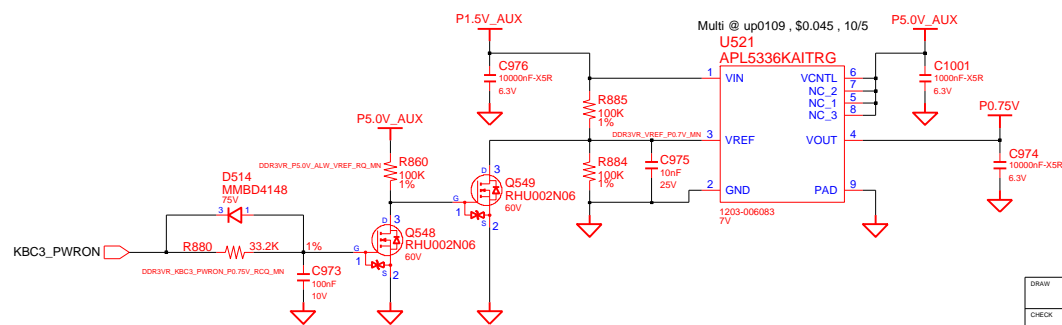 P1.5V_AUX
Multi @ up0109 , $0.045 , 10/5
P5.0V_AUX
U521
APL5336KAITRG
C976
10000nF-X5R
6.3V
1 VIN
VCNTL 6
NC_2 7
NC_1 5
NC_3 8
C1001
1000nF-X5R
6.3V
R885
100K
1%
P5.0V_AUX
P0.75V
DDR3VR_VREF_P0.7V_MN
3 VREF
VOUT 4
DDR3VR_P5.0V_ALW_VREF_RQ_MN
R860
100K
1%
R884
100K
1%
C975
10nF
25V
C974
10000nF-X5R
6.3V
D514
MMBD4148
75V
3 1
D 3
Q549
RHU002N06
60V
G
1
S
2
2 GND
PAD 9
1203-006083
7V
KBC3_PWRON
R880 33.2K 1%
D 3
Q548
RHU002N06
60V
G
1
S
2
DDR3VR_KBC3_PWRON_P0.75V_RCQ_MN
C973
100nF
10V
DRAW
CHECK